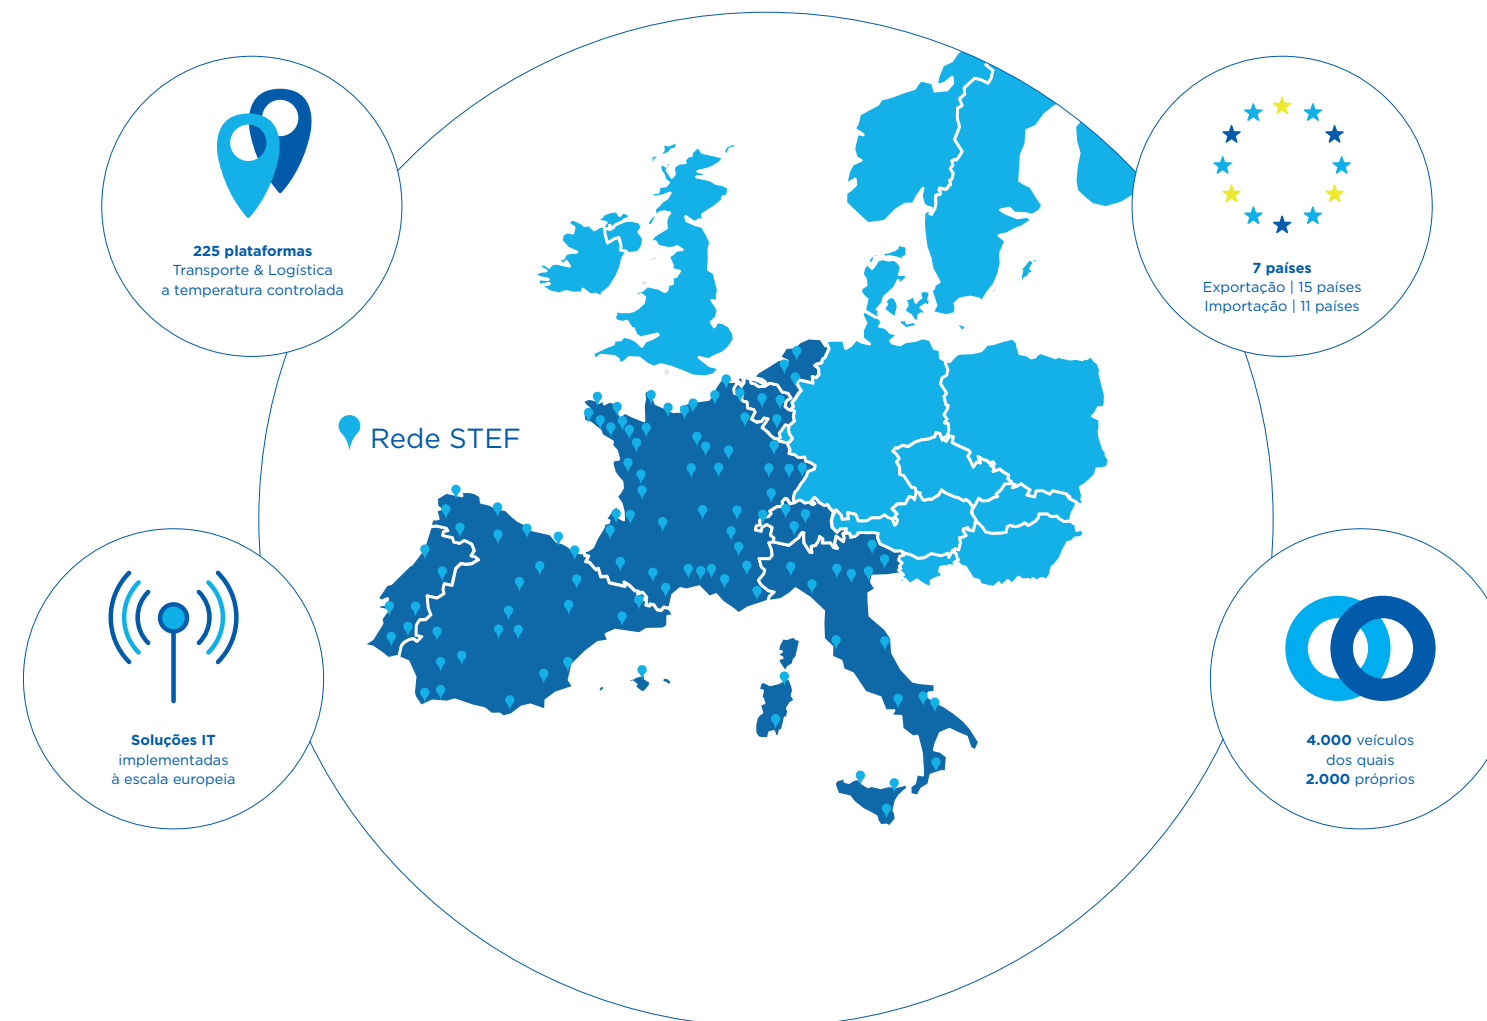 225 plataformas
Transporte & Logística
a temperatura controlada
7 países
Exportação | 15 países
Importação | 11 países
Rede STEF
Soluções IT
implementadas
à escala europeia
4.000 veículos
dos quais
2.000 próprios